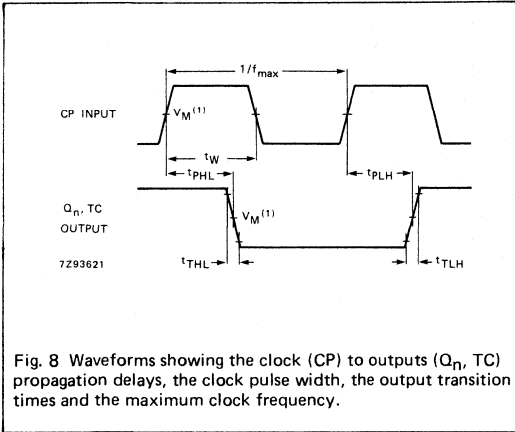 1/fmax
CP INPUT
VM(1)
tW
tPHL
tPLH
Qn, TC
OUTPUT
VM(1)
7Z93621
tTHL
tTLH
Fig. 8 Waveforms showing the clock (CP) to outputs (Qn, TC)
propagation delays, the clock pulse width, the output transition
times and the maximum clock frequency.